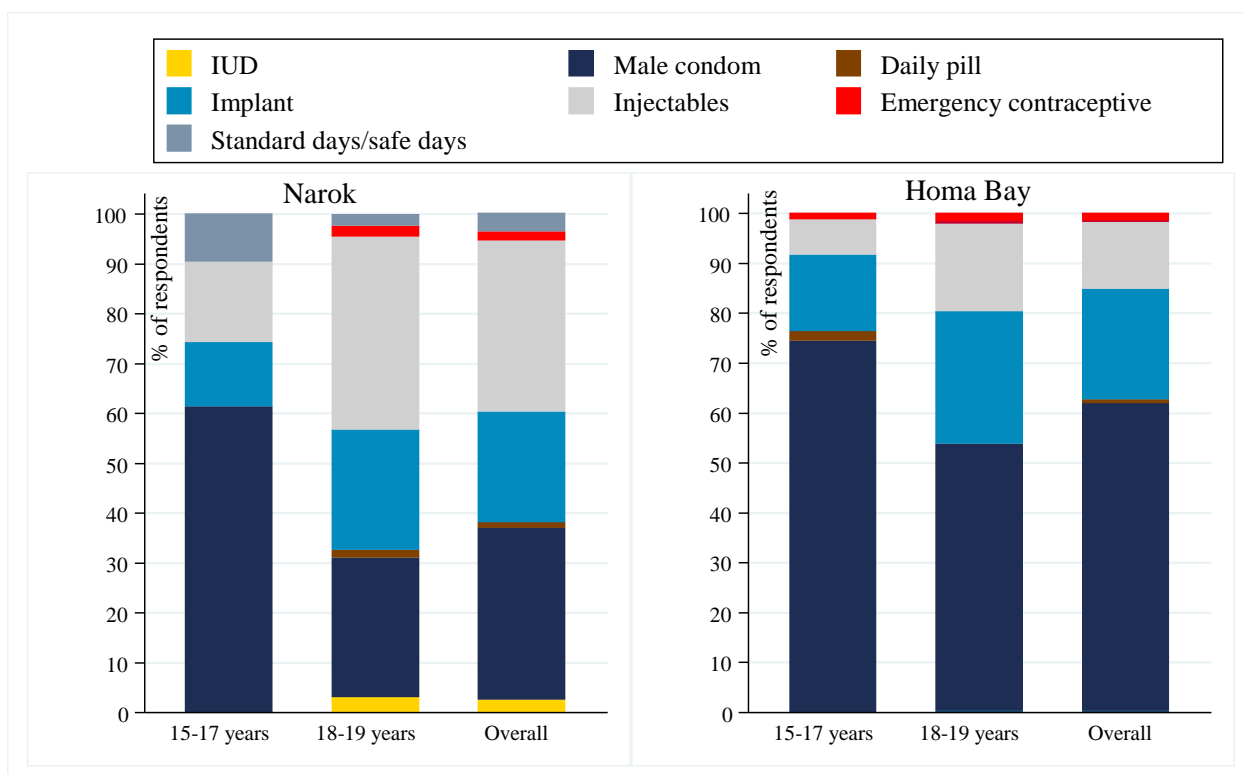 IUD Male condom Daily pill
Implant Injectables Emergency contraceptive
Standard days/safe days
Narok
% of respondents
100
90
80
70
60
50
40
30
20
10
0
15-17 years 18-19 years Overall
Homa Bay
% of respondents
100
90
80
70
60
50
40
30
20
10
0
15-17 years 18-19 years Overall